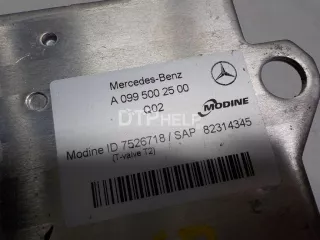 Mercedes-Benz
A 099 500 25 00
Q02
MODINE
DTPHELP
Modine ID 7526718 / SAP 82314345
(T-valve T2)